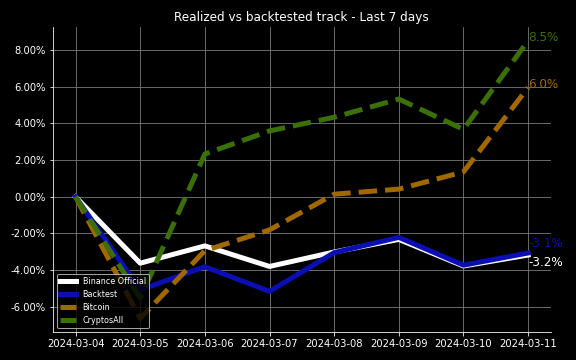 Realized vs backtested track - Last 7 days
8.00%
6.00%
4.00%
2.00%
0.00%
-2.00%
-4.00%
-6.00%
8.5%
6.0%
-3.1%
-3.2%
Binance Official
Backtest
Bitcoin
CryptosAll
2024-03-04 2024-03-05 2024-03-06 2024-03-07 2024-03-08 2024-03-09 2024-03-10 2024-03-11